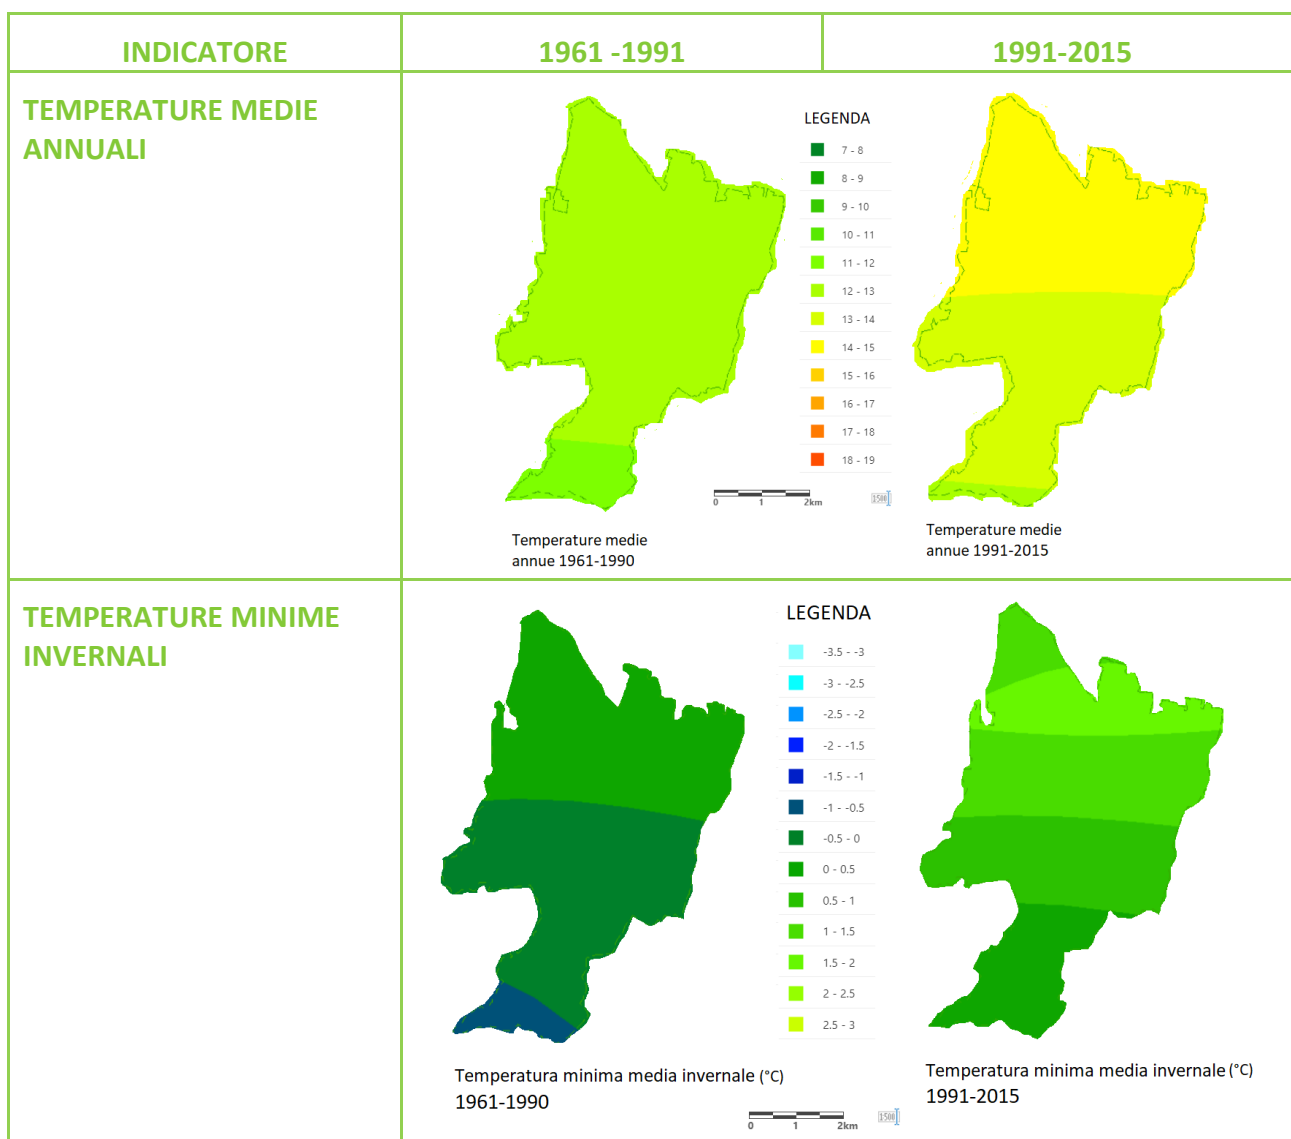 INDICATORE
1961 -1991
1991-2015
TEMPERATURE MEDIE
ANNUALI
LEGENDA
7 - 8
8 - 9
9 - 10
10 - 11
11 - 12
12 - 13
13 - 14
14 - 15
15 - 16
16 - 17
17 - 18
18 - 19
0 1 2km
Temperature medie
annue 1961-1990
Temperature medie
annue 1991-2015
TEMPERATURE MINIME
INVERNALI
LEGENDA
-3.5 - -3
-3 - -2.5
-2.5 - -2
-2 - -1.5
-1.5 - -1
-1 - -0.5
-0.5 - 0
0 - 0.5
0.5 - 1
1 - 1.5
1.5 - 2
2 - 2.5
2.5 - 3
Temperatura minima media invernale (°C)
1961-1990
0 1 2km
Temperatura minima media invernale (°C)
1991-2015